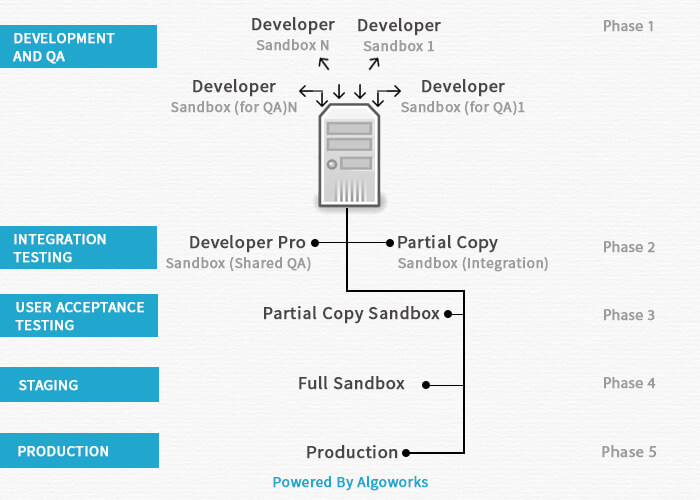 DEVELOPMENT
AND QA
Developer
Sandbox N
Developer
Sandbox 1
Phase 1
Developer
Sandbox (for QA)N
Developer
Sandbox (for QA)1
INTEGRATION
TESTING
Developer Pro
Sandbox (Shared QA)
Partial Copy
Sandbox (Integration)
Phase 2
USER ACCEPTANCE
TESTING
Partial Copy Sandbox
Phase 3
STAGING
Full Sandbox
Phase 4
PRODUCTION
Production
Phase 5
Powered By Algoworks